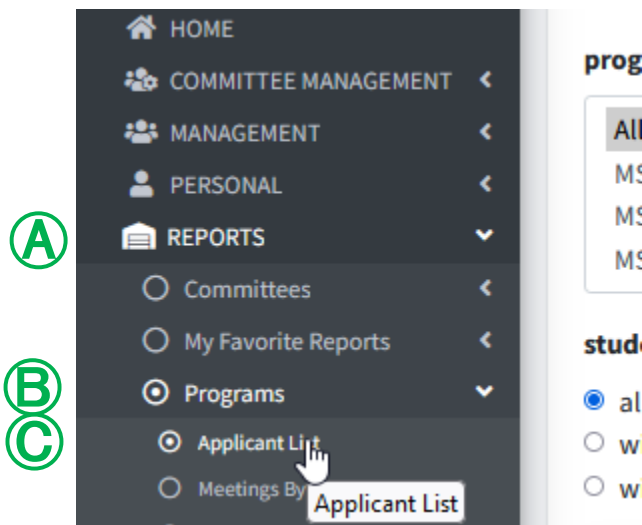 HOME
COMMITTEE MANAGEMENT
MANAGEMENT
PERSONAL
A REPORTS
Committees
My Favorite Reports
B Programs
C Applicant List
Meetings By
Applicant List
prog
All
MS
MS
MS
stude
al
w
w